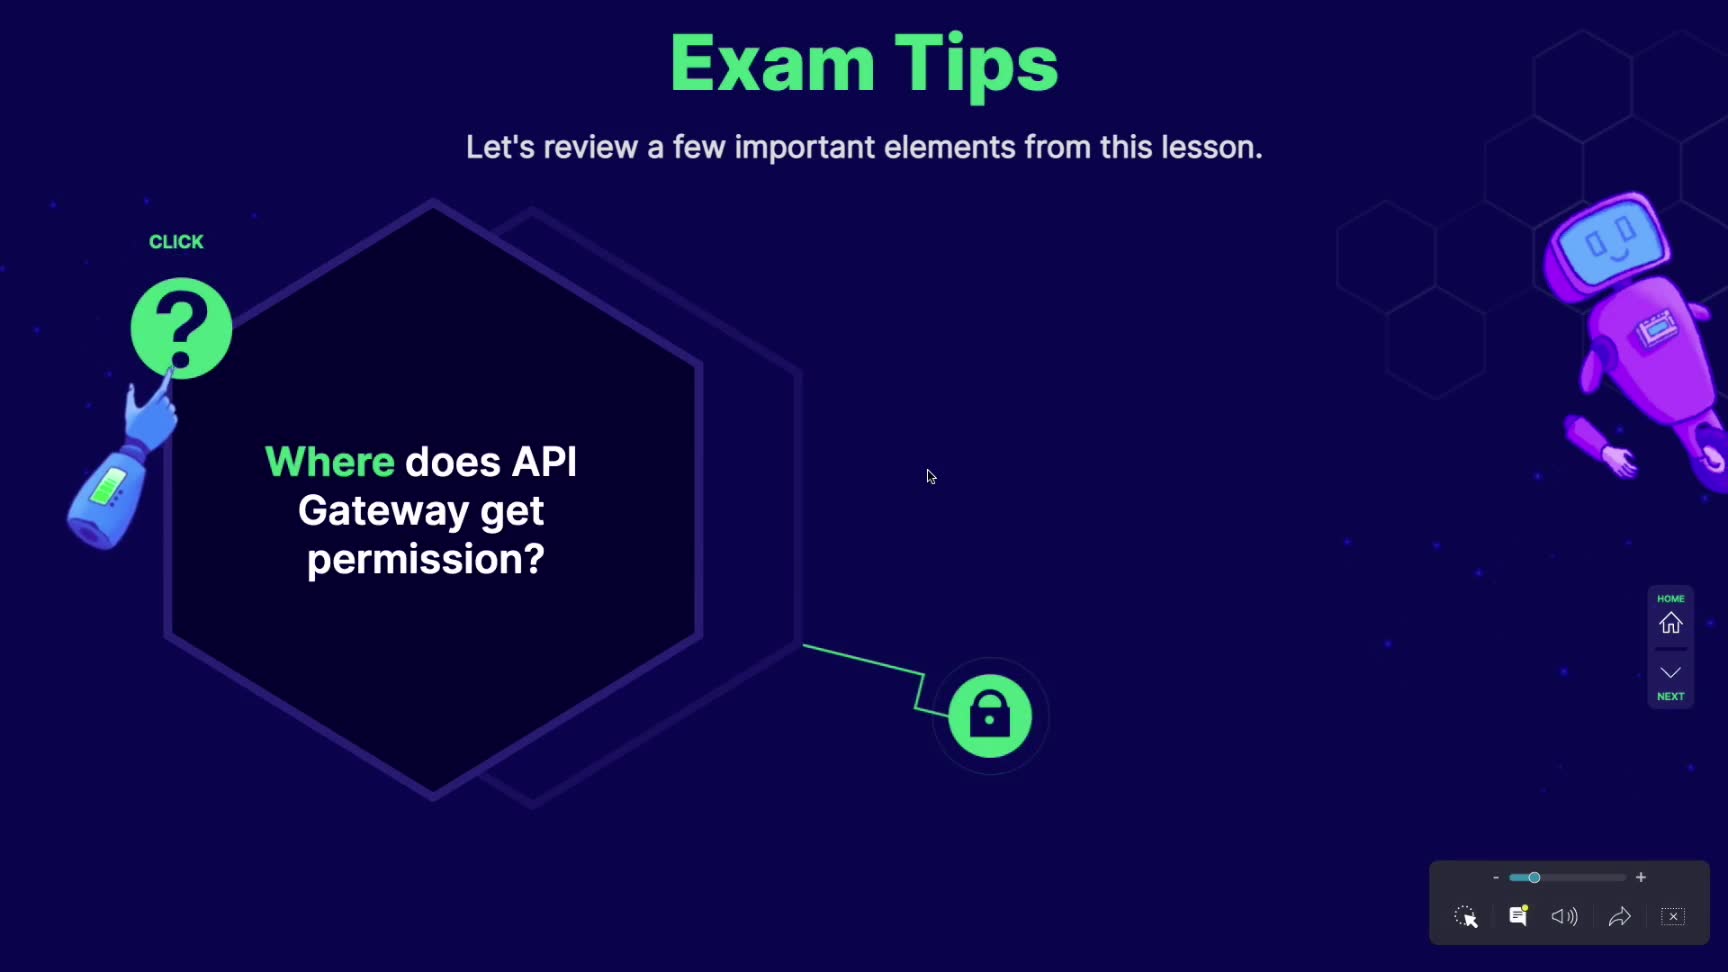 Exam Tips
Let's review a few important elements from this lesson.
CLICK
?
Where does API
Gateway get
permission?
HOME
NEXT
- +